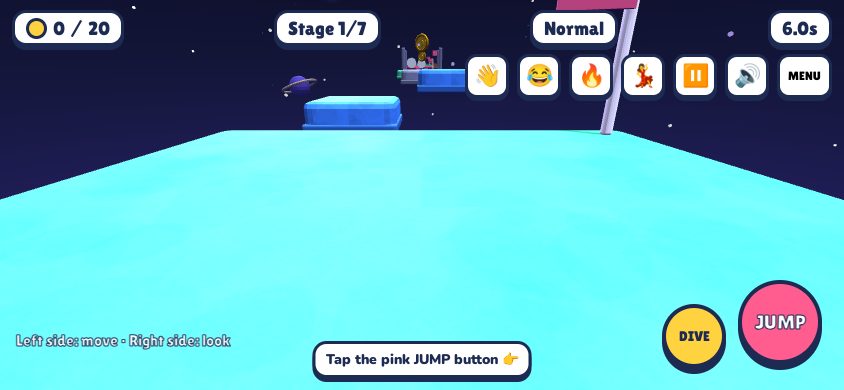 0 / 20
Stage 1/7
Normal
6.0s
MENU
Left side: move · Right side: look
Tap the pink JUMP button 👉
DIVE
JUMP